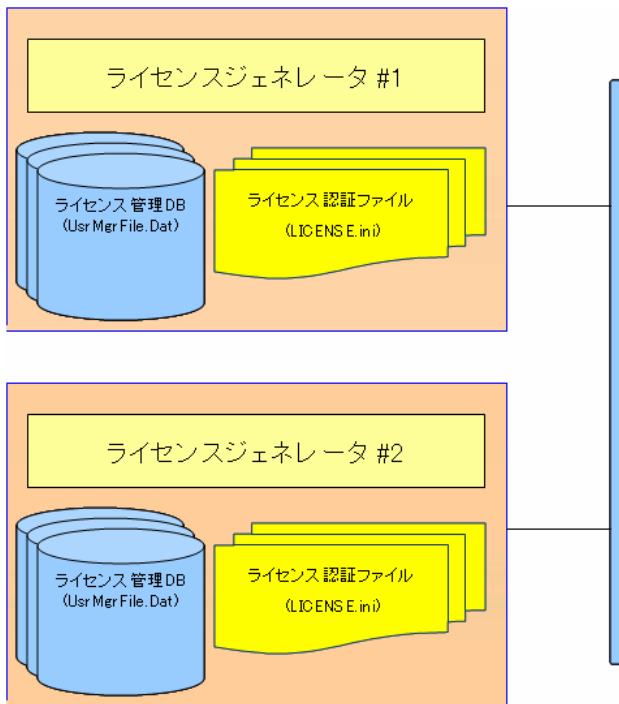 ライセンスジェネレータ #1
ライセンス管理DB
(UsrMgrFile.Dat)
ライセンス認証ファイル
(LICENSE.ini)
ライセンスジェネレータ #2
ライセンス管理DB
(UsrMgrFile.Dat)
ライセンス認証ファイル
(LICENSE.ini)